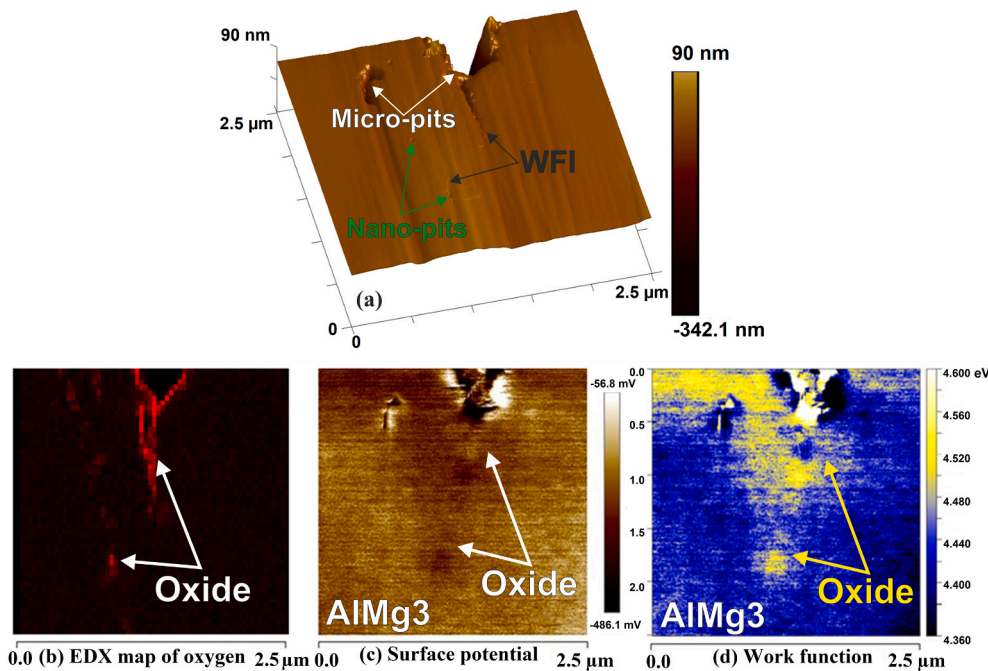 90 nm
2.5 µm
Micro-pits
WFI
Nano-pits
(a)
0
0
2.5 µm
90 nm
-342.1 nm
Oxide
(b) EDX map of oxygen
2.5 µm
-56.8 mV
-486.1 mV
Oxide
AlMg3
0.0
(c) Surface potential
2.5 µm
0.0
0.5
1.0
1.5
2.0
Oxide
AlMg3
4.600 eV
4.560
4.520
4.480
4.440
4.400
4.360
0.0
(d) Work function
2.5 µm